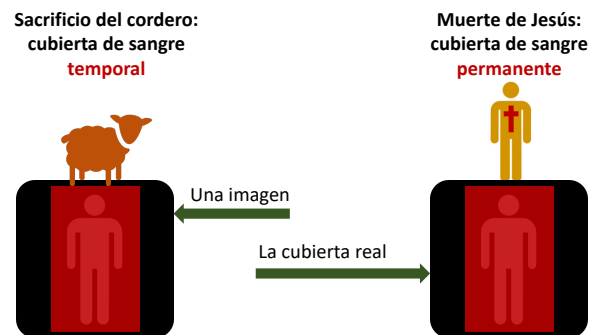 Sacrificio del cordero:
cubierta de sangre
temporal
Muerte de Jesús:
cubierta de sangre
permanente
Una imagen
La cubierta real